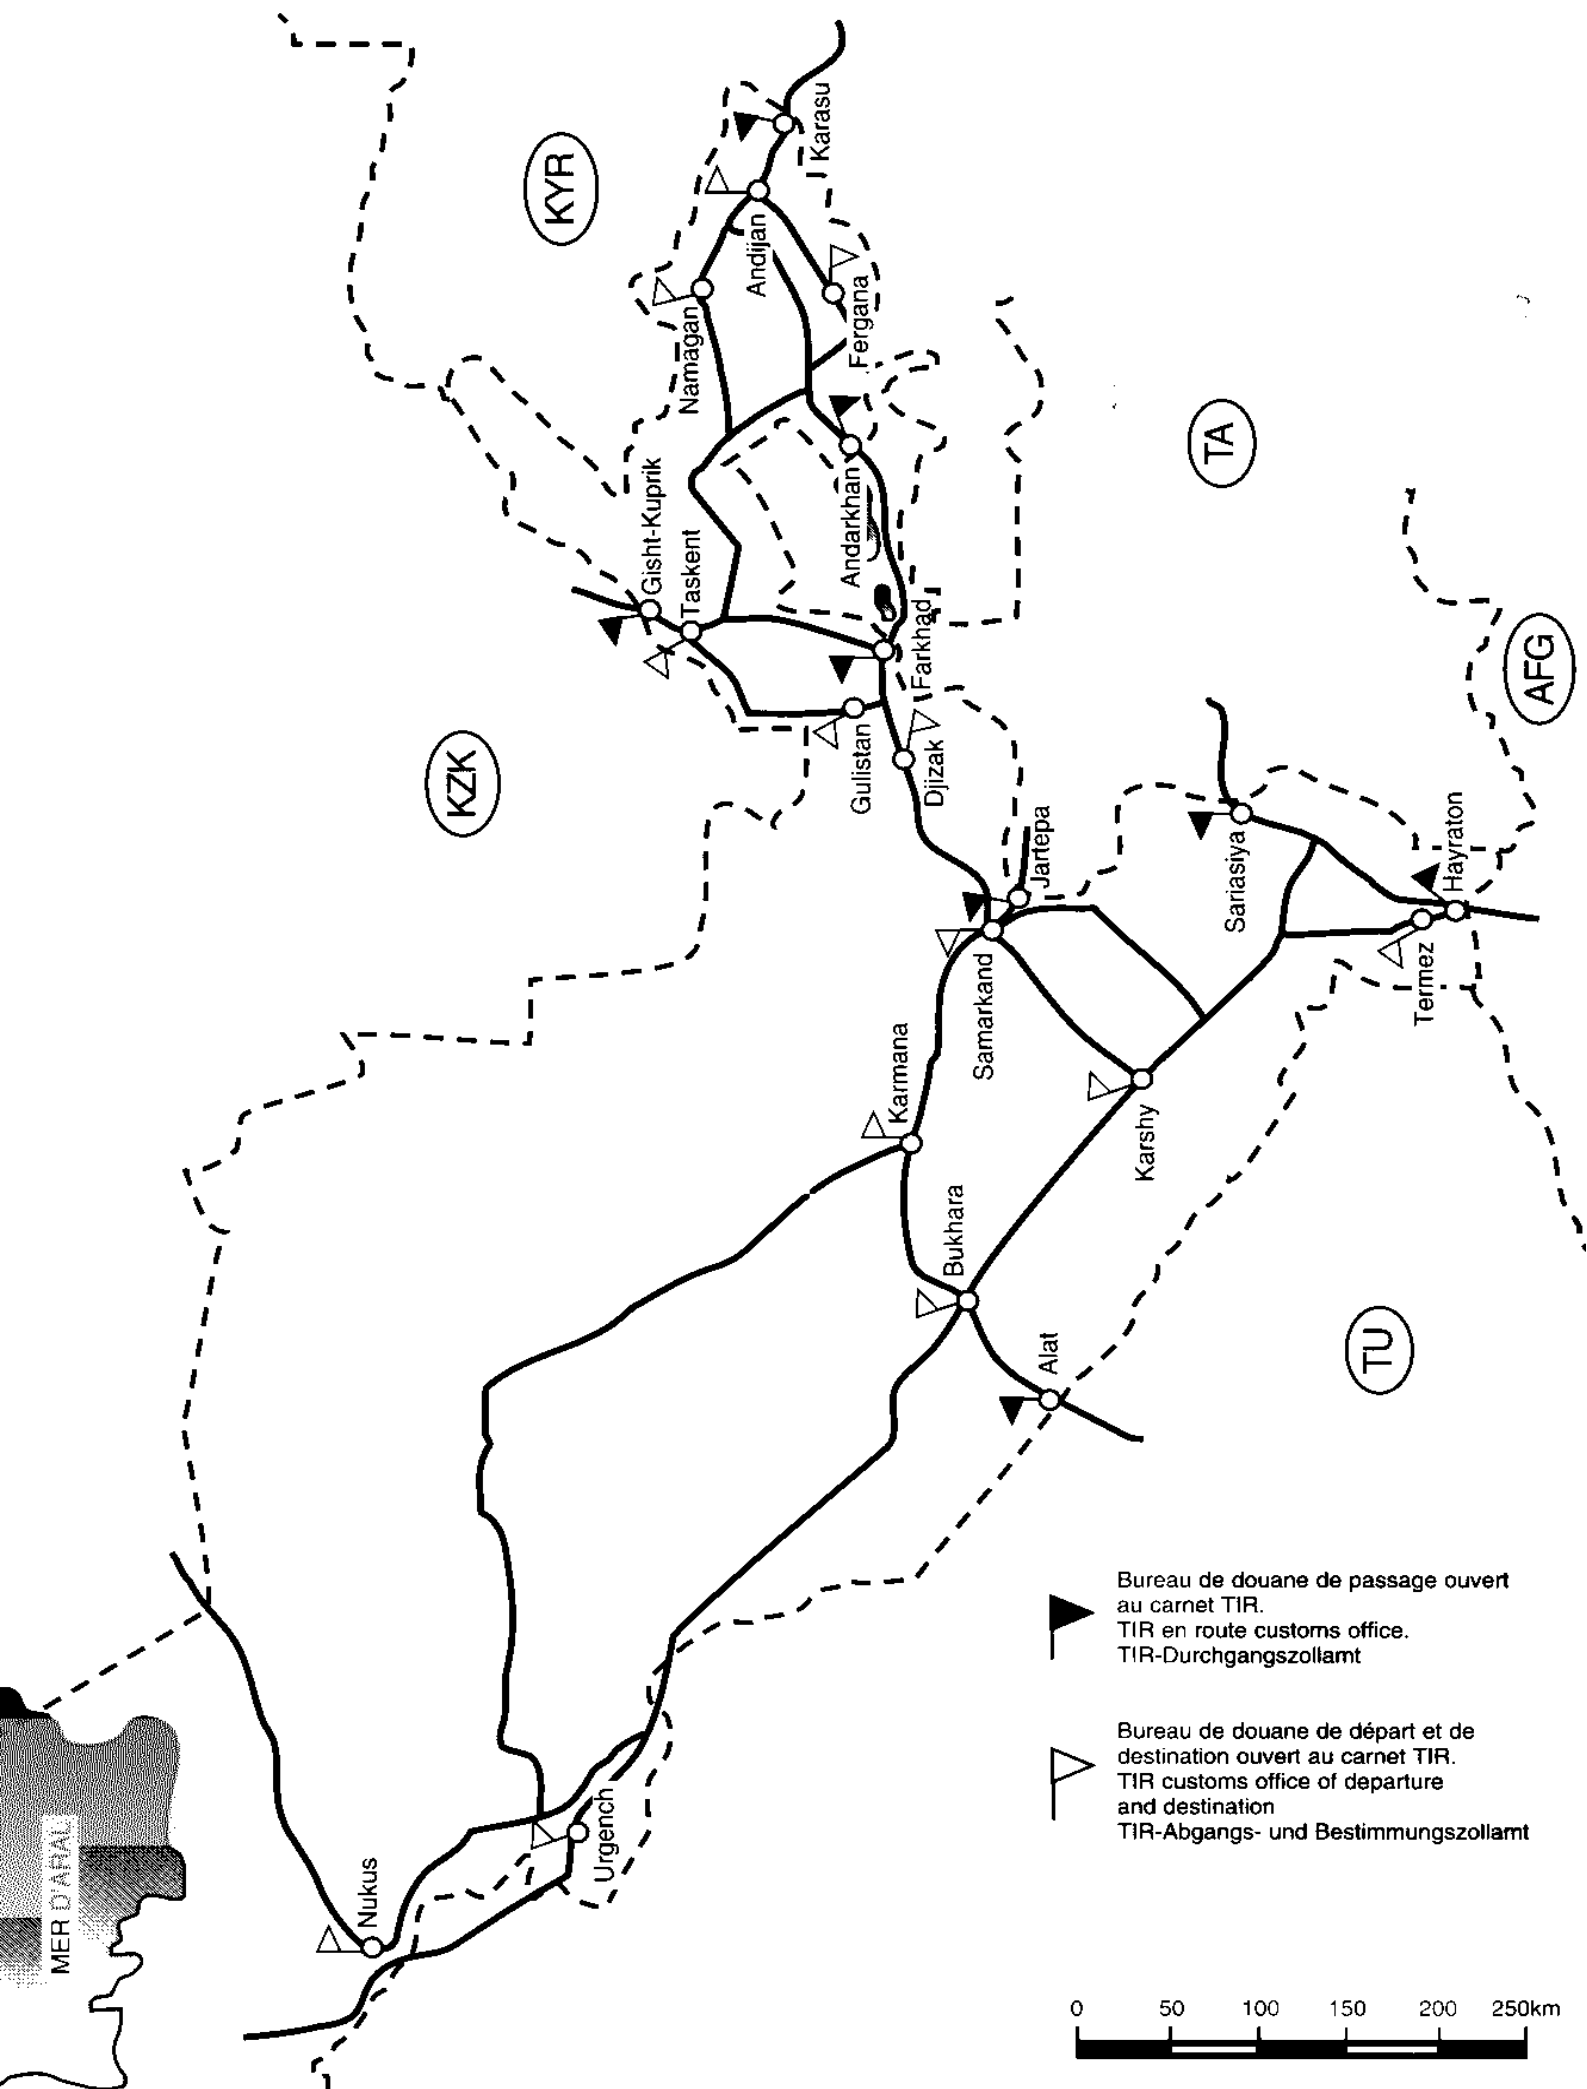 KYR
Karasu
Andijan
Namagan
Fergana
Gisht-Kuprik
Taskent
Andarkhan
Farkhad
TA
KZK
Gulistan
Djizak
AFG
Jartepa
Sariasiya
Hayraton
Termez
Samarkand
Karmana
Karshy
Bukhara
Alat
TU
Urgench
Nukus
MER D'ARAL
Bureau de douane de passage ouvert
au carnet TIR.
TIR en route customs office.
TIR-Durchgangszollamt
Bureau de douane de départ et de
destination ouvert au carnet TIR.
TIR customs office of departure
and destination
TIR-Abgangs- und Bestimmungszollamt
0 50 100 150 200 250km